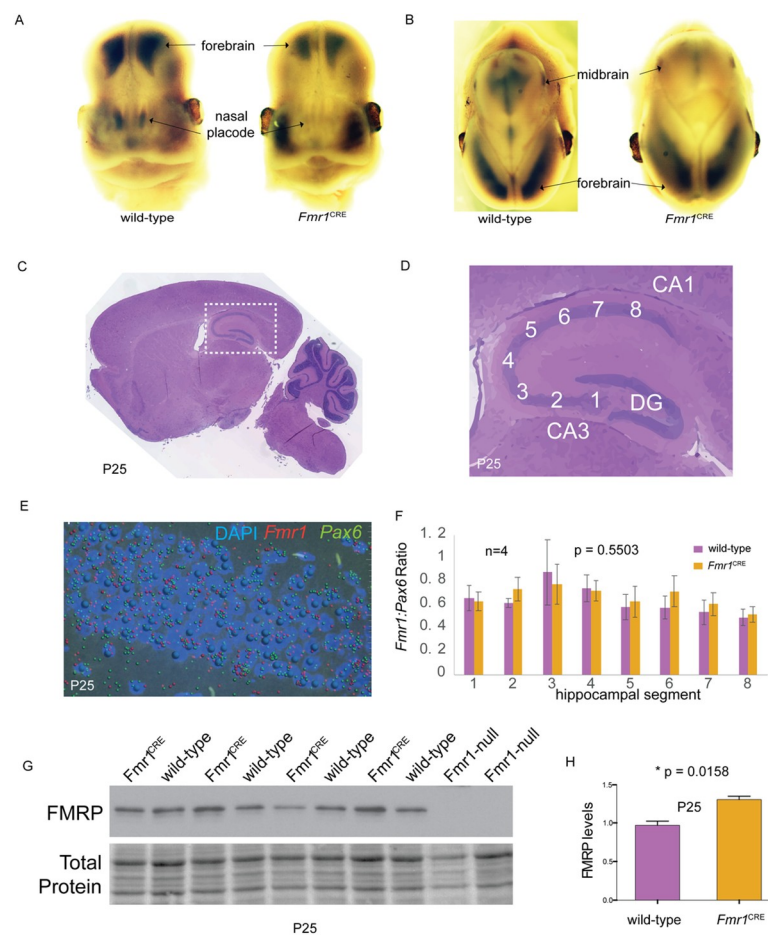 A
forebrain
nasal
placode
wild-type
Fmr1CRE
B
midbrain
forebrain
wild-type
Fmr1CRE
C
P25
D
CA1
1 2 3 4 5 6 7 8
DG
CA3
P25
E
DAPI Fmr1 Pax6
P25
F
Fmr1:Pax6 Ratio
1. 2
1.0
0.8
0.6
0.4
0. 2
0
n=4 p = 0.5503
wild-type
Fmr1CRE
1 2 3 4 5 6 7 8
hippocampal segment
G
Fmr1CRE wild-type Fmr1CRE wild-type Fmr1CRE wild-type Fmr1CRE wild-type Fmr1-null Fmr1-null
FMRP
Total
Protein
P25
H
* p = 0.0158
P25
FMRP levels
1.5
1.0
0.5
0.0
wild-type Fmr1CRE